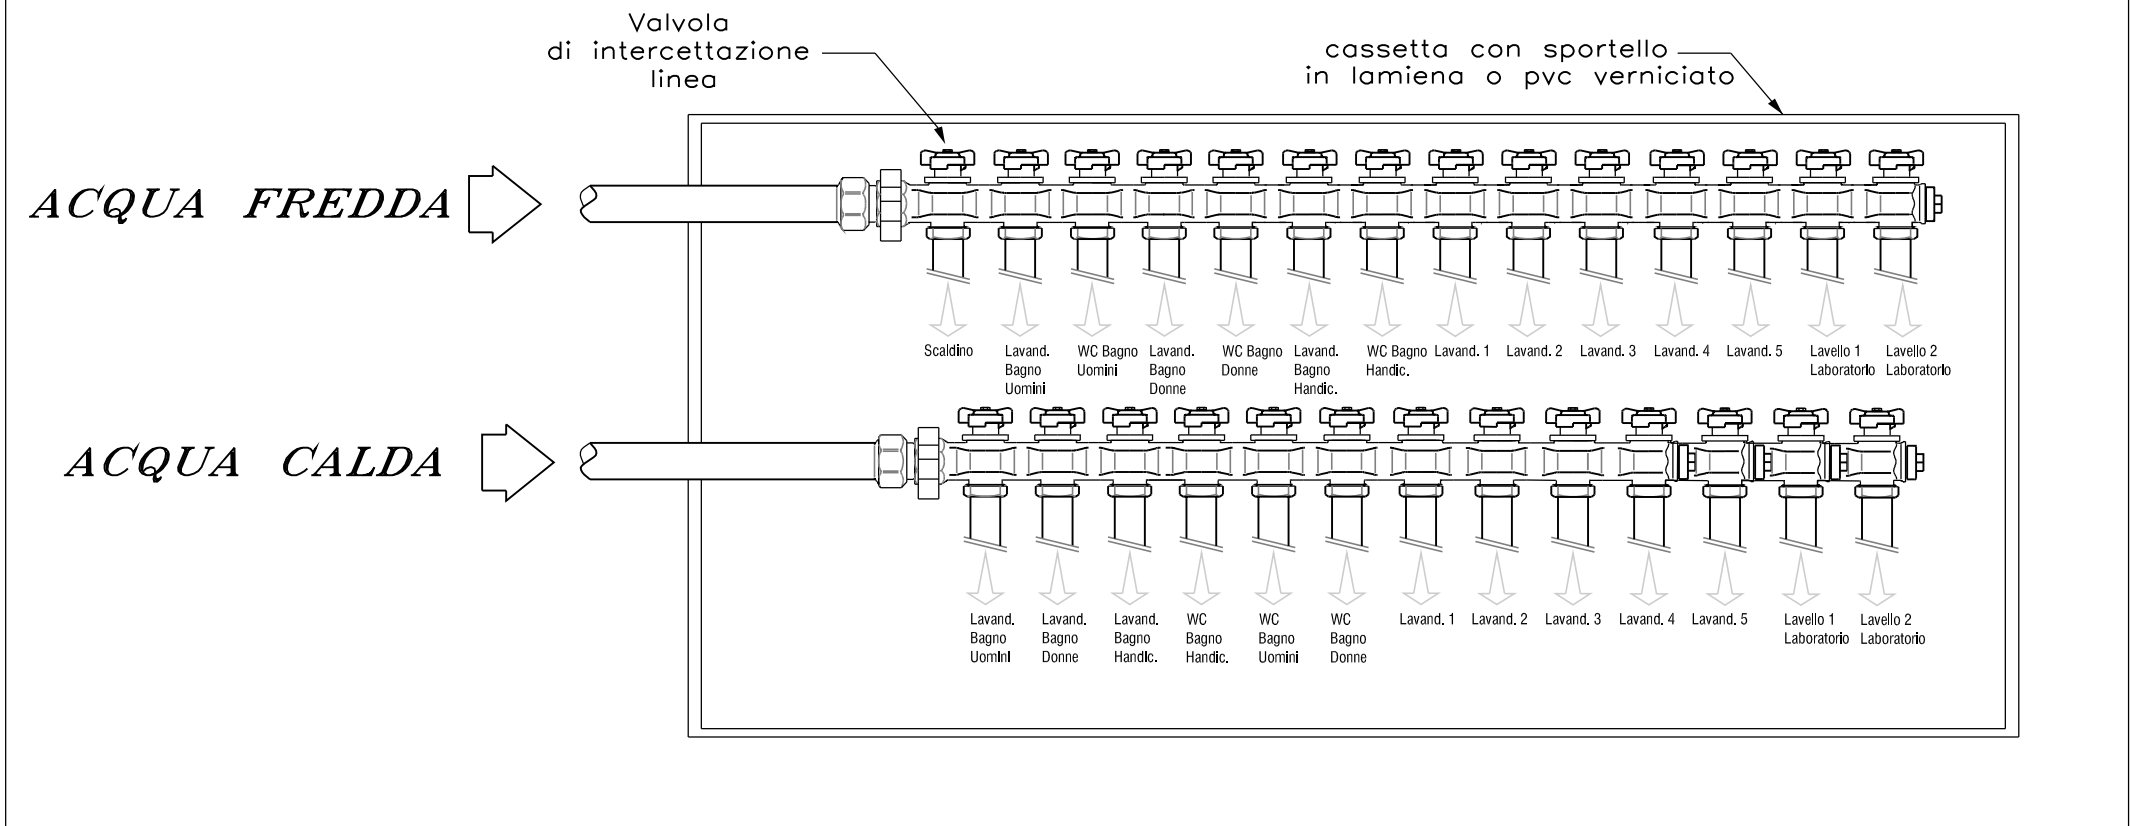 Valvola
di intercettazione
linea
cassetta con sportello
in lamiena o pvc verniciato
ACQUA FREDDA
Scaldino
Lavand.
Bagno
Uomini
WC Bagno
Uomini
Lavand.
Bagno
Donne
WC Bagno
Donne
Lavand.
Bagno
Handic.
WC Bagno
Handic.
Lavand. 1
Lavand. 2
Lavand. 3
Lavand. 4
Lavand. 5
Lavello 1
Laboratorio
Lavello 2
Laboratorio
ACQUA CALDA
Lavand.
Bagno
Uomini
Lavand.
Bagno
Donne
Lavand.
Bagno
Handic.
WC
Bagno
Handic.
WC
Bagno
Uomini
WC
Bagno
Donne
Lavand. 1
Lavand. 2
Lavand. 3
Lavand. 4
Lavand. 5
Lavello 1
Laboratorio
Lavello 2
Laboratorio